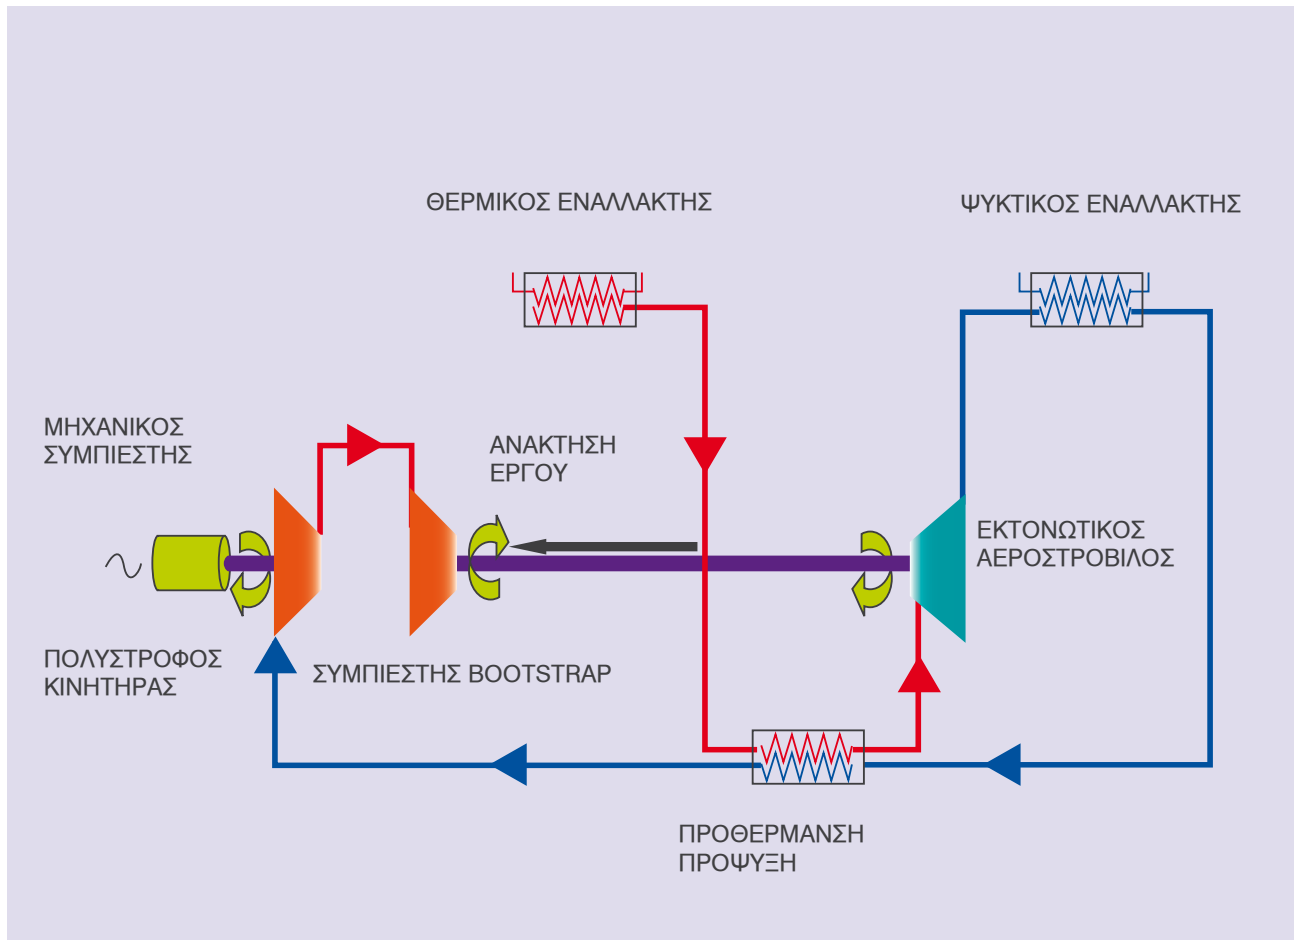 ΘΕΡΜΙΚΟΣ ΕΝΑΛΛΑΚΤΗΣ
ΨΥΚΤΙΚΟΣ ΕΝΑΛΛΑΚΤΗΣ
ΜΗΧΑΝΙΚΟΣ
ΣΥΜΠΙΕΣΤΗΣ
ΑΝΑΚΤΗΣΗ
ΕΡΓΟΥ
ΕΚΤΟΝΩΤΙΚΟΣ
ΑΕΡΟΣΤΡΟΒΙΛΟΣ
ΠΟΛΥΣΤΡΟΦΟΣ
ΚΙΝΗΤΗΡΑΣ
ΣΥΜΠΙΕΣΤΗΣ BOOTSTRAP
ΠΡΟΘΕΡΜΑΝΣΗ
ΠΡΟΨΥΞΗ